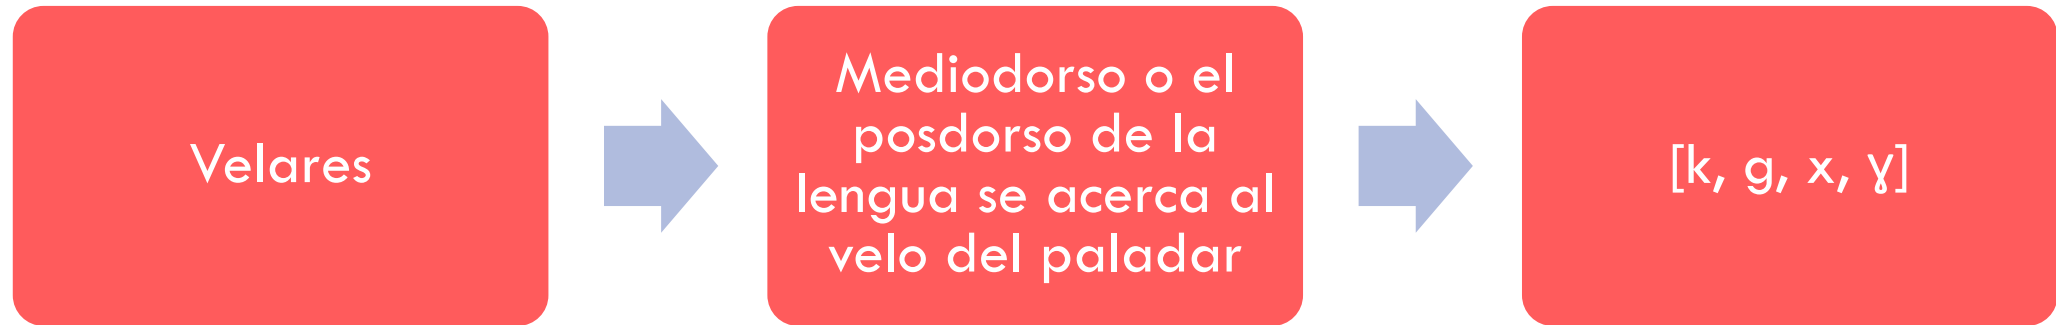 Velares
Mediodorso o el
posdorso de la
lengua se acerca al
velo del paladar
[k, g, x, ɣ]